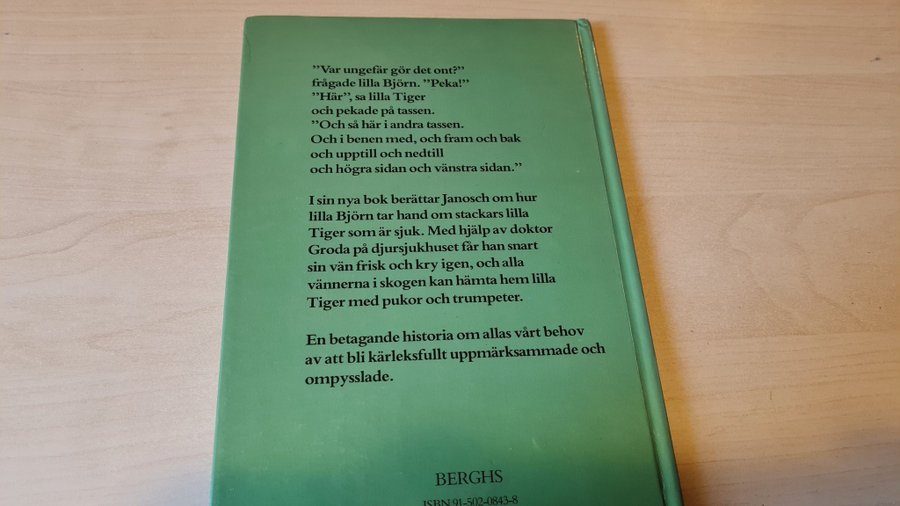 ”Var ungefär gör det ont?”
frågade lilla Björn. ”Peka!”
”Här”, sa lilla Tiger
och pekade på tassen.
”Och så här i andra tassen.
Och i benen med, och fram och bak
och upptill och nedtill
och högra sidan och vänstra sidan.”
I sin nya bok berättar Janosch om hur
lilla Björn tar hand om stackars lilla
Tiger som är sjuk. Med hjälp av doktor
Groda på djursjukhuset får han snart
sin vän frisk och kry igen, och alla
vännerna i skogen kan hämta hem lilla
Tiger med pukor och trumpeter.
En betagande historia om allas vårt behov
av att bli kärleksfullt uppmärksammade och
ompysslade.
BERGHS
ISBN 91-502-0843-8